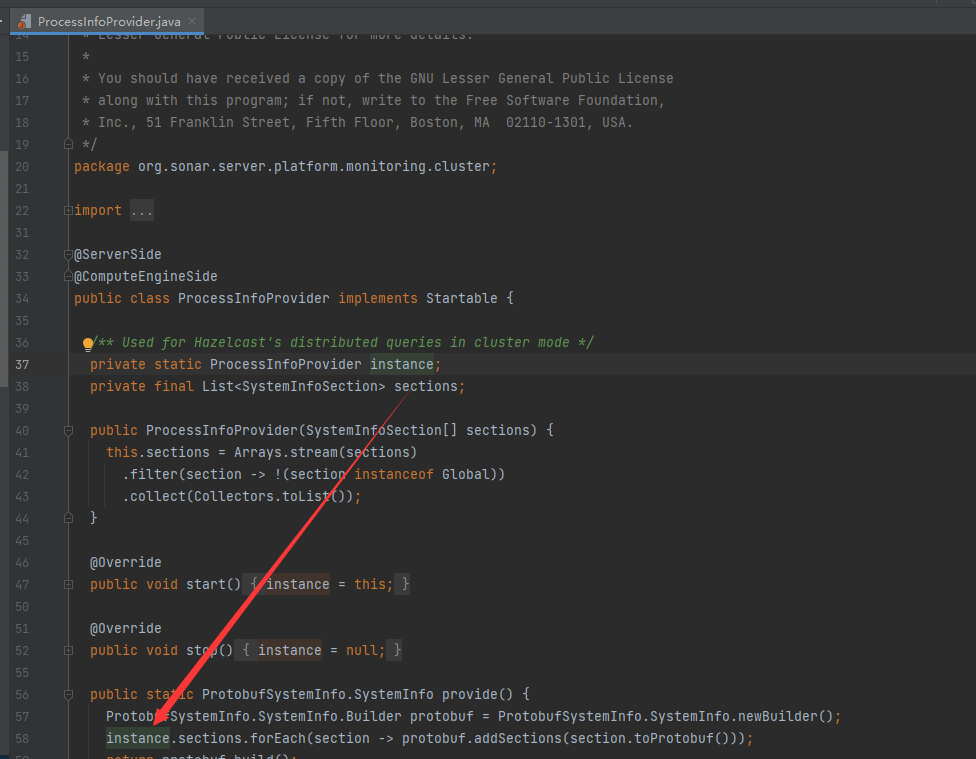 ProcessInfoProvider.java
14 * Lesser General Public License for more details.
15 *
16 * You should have received a copy of the GNU Lesser General Public License
17 * along with this program; if not, write to the Free Software Foundation,
18 * Inc., 51 Franklin Street, Fifth Floor, Boston, MA  02110-1301, USA.
19 */
20 package org.sonar.server.platform.monitoring.cluster;
21
22 import ...
31
32 @ServerSide
33 @ComputeEngineSide
34 public class ProcessInfoProvider implements Startable {
35
36 /** Used for Hazelcast's distributed queries in cluster mode */
37 private static ProcessInfoProvider instance;
38 private final List<SystemInfoSection> sections;
39
40 public ProcessInfoProvider(SystemInfoSection[] sections) {
41 this.sections = Arrays.stream(sections)
42 .filter(section -> !(section instanceof Global))
43 .collect(Collectors.toList());
44 }
45
46 @Override
47 public void start() { instance = this; }
50
51 @Override
52 public void stop() { instance = null; }
55
56 public static ProtobufSystemInfo.SystemInfo provide() {
57 ProtobufSystemInfo.SystemInfo.Builder protobuf = ProtobufSystemInfo.SystemInfo.newBuilder();
58 instance.sections.forEach(section -> protobuf.addSections(section.toProtobuf()));
59 return protobuf.build();